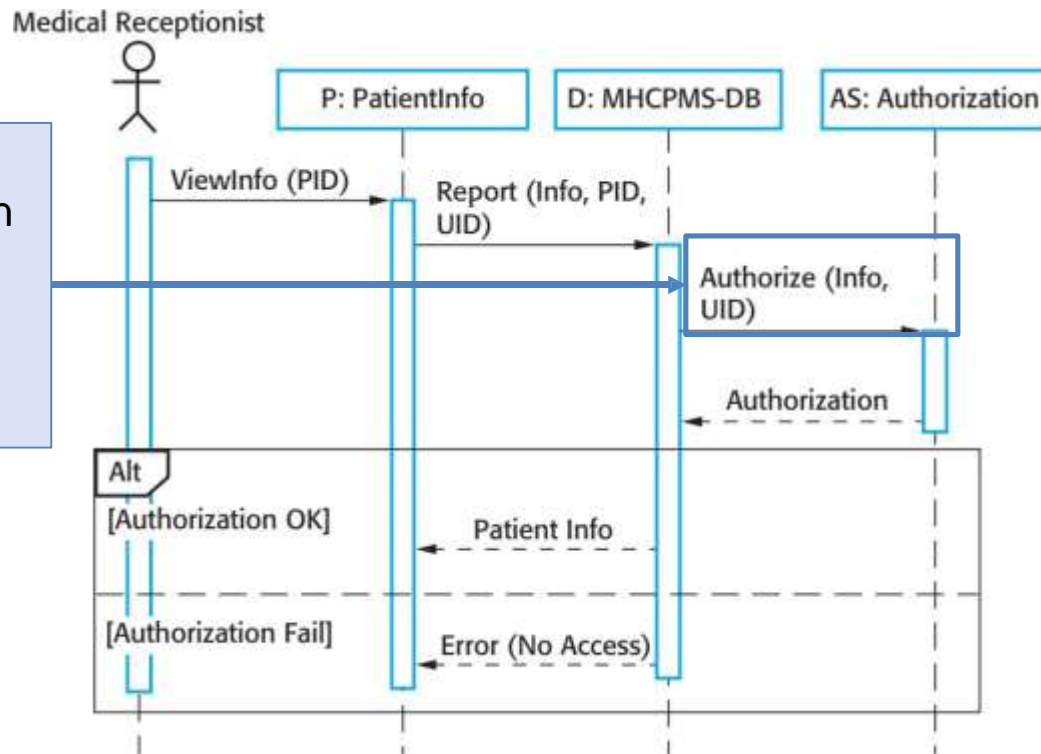 Medical Receptionist
P: PatientInfo
D: MHCPMS-DB
AS: Authorization
ViewInfo (PID)
Report (Info, PID,
UID)
Authorize (Info,
UID)
Authorization
Alt
[Authorization OK]
Patient Info
[Authorization Fail]
Error (No Access)